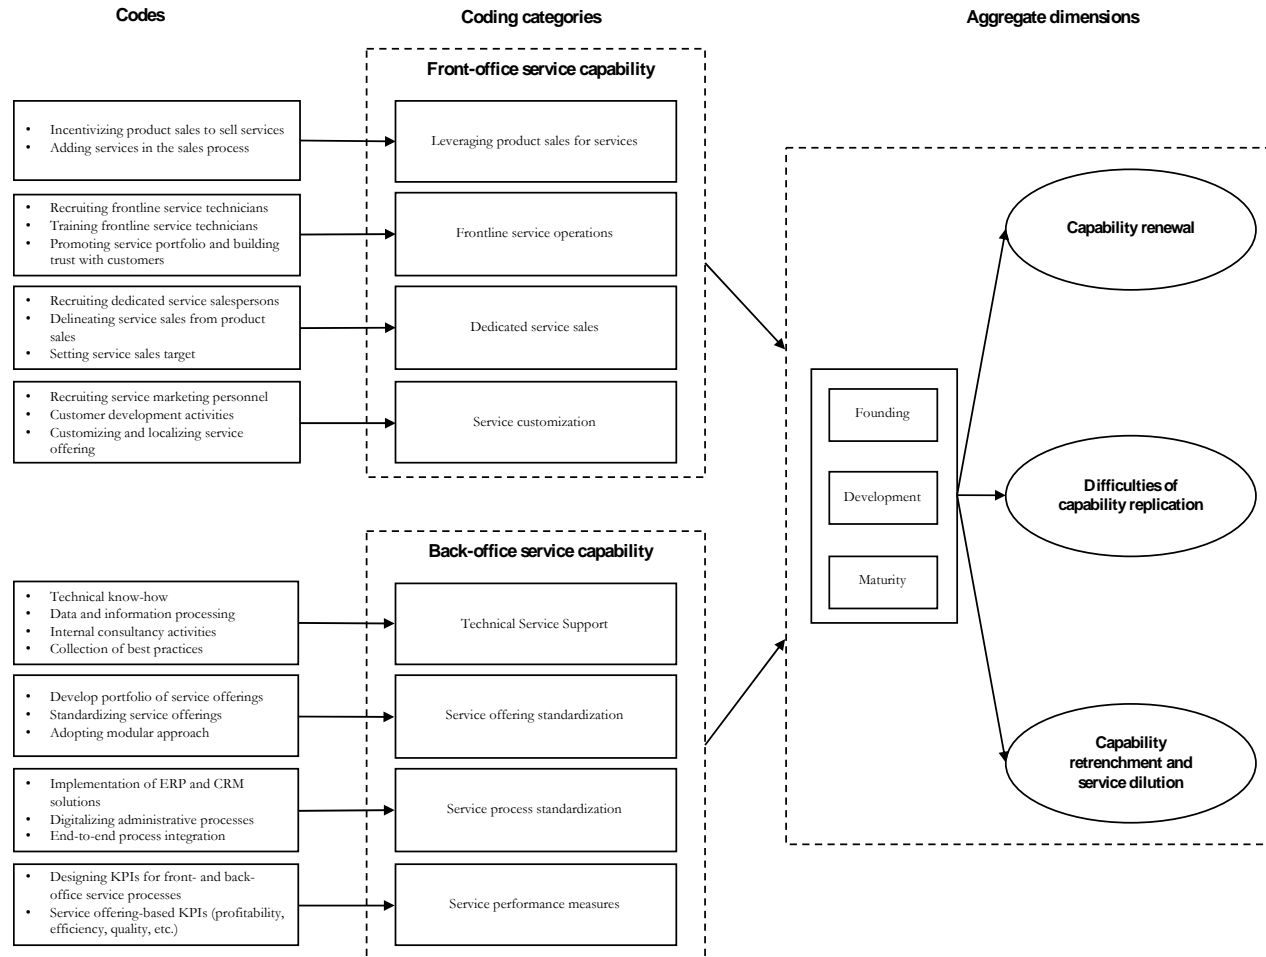 Codes
Coding categories
Aggregate dimensions
Front-office service capability
• Incentivizing product sales to sell services
• Adding services in the sales process
Leveraging product sales for services
• Recruiting frontline service technicians
• Training frontline service technicians
• Promoting service portfolio and building
trust with customers
Frontline service operations
• Recruiting dedicated service salespersons
• Delineating service sales from product
sales
• Setting service sales target
Dedicated service sales
• Recruiting service marketing personnel
• Customer development activities
• Customizing and localizing service
offering
Service customization
Back-office service capability
• Technical know-how
• Data and information processing
• Internal consultancy activities
• Collection of best practices
Technical Service Support
• Develop portfolio of service offerings
• Standardizing service offerings
• Adopting modular approach
Service offering standardization
• Implementation of ERP and CRM
solutions
• Digitalizing administrative processes
• End-to-end process integration
Service process standardization
• Designing KPIs for front- and back-
office service processes
• Service offering-based KPIs (profitability,
efficiency, quality, etc.)
Service performance measures
Founding
Development
Maturity
Capability renewal
Difficulties of
capability replication
Capability
retrenchment and
service dilution